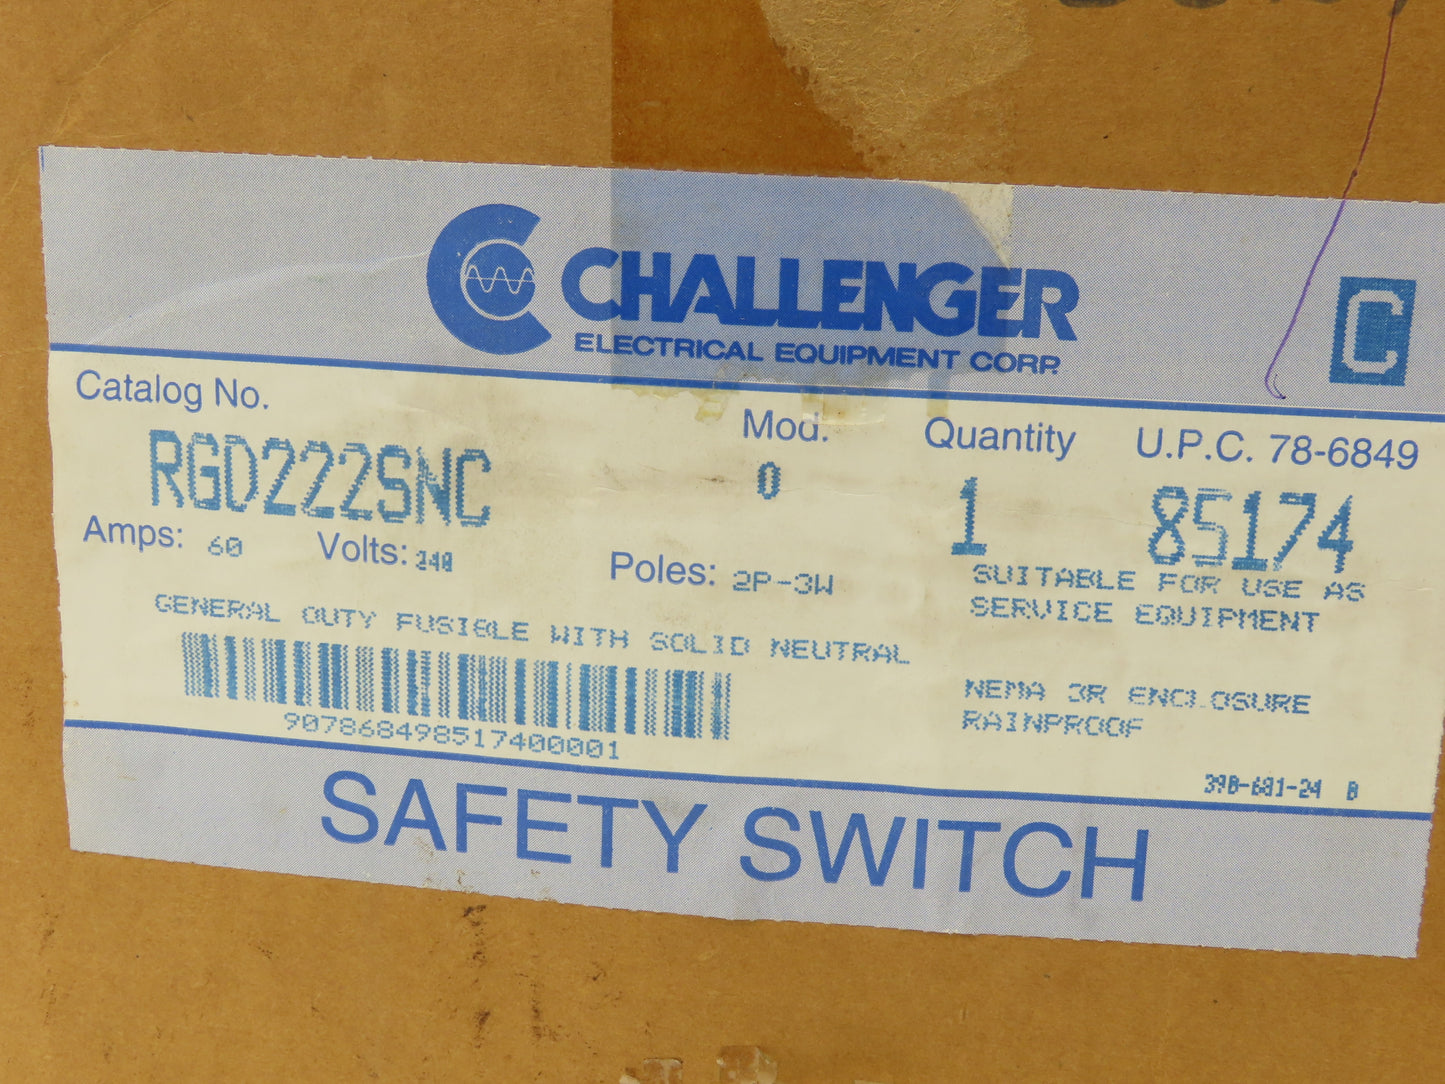 CHALLENGER
ELECTRICAL EQUIPMENT CORP.
C
Catalog No.
Mod.
Quantity
U.P.C. 78-6849
RGD222SNC
0
1
85174
Amps: 60
Volts: 240
Poles: 2P-3W
SUITABLE FOR USE AS
SERVICE EQUIPMENT
GENERAL DUTY FUSIBLE WITH SOLID NEUTRAL
NEMA 3R ENCLOSURE
RAINPROOF
907868498517400001
39B-681-24 B
SAFETY SWITCH